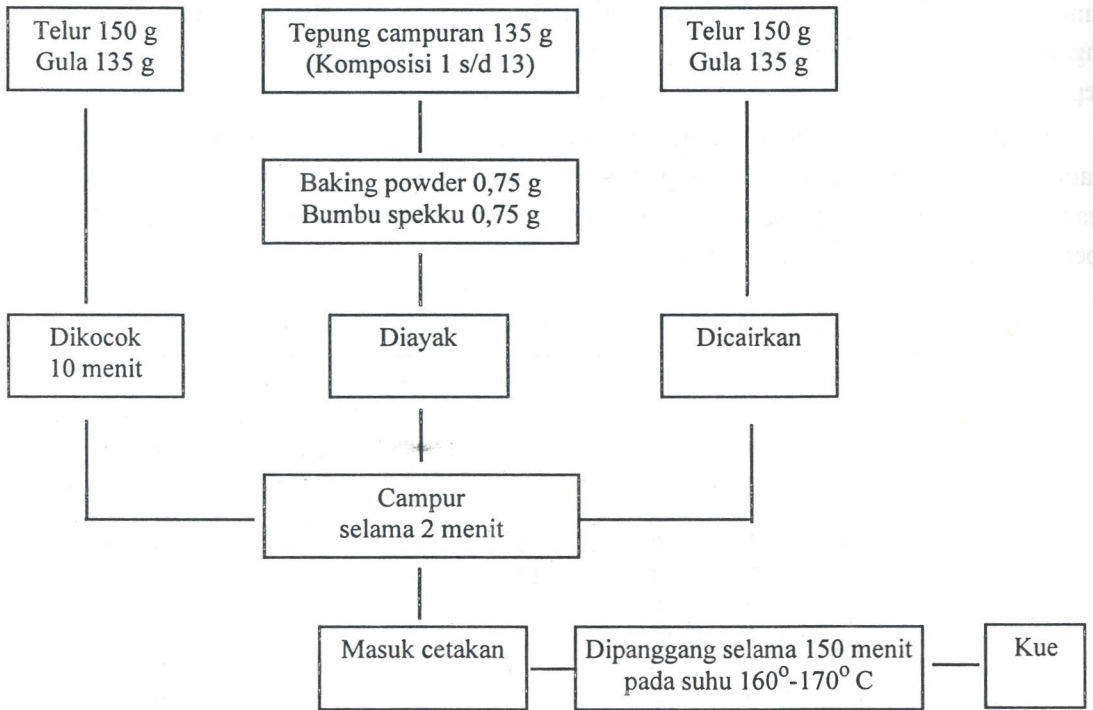 Telur 150 g
Gula 135 g
Tepung campuran 135 g
(Komposisi 1 s/d 13)
Telur 150 g
Gula 135 g
Baking powder 0,75 g
Bumbu spekku 0,75 g
Dikocok
10 menit
Diayak
Dicairkan
Campur
selama 2 menit
Masuk cetakan
Dipanggang selama 150 menit
pada suhu 160°-170° C
Kue